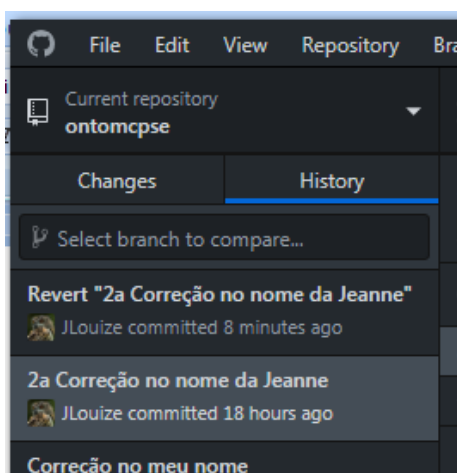 File Edit View Repository Bra
Current repository
ontomcpse
Changes History
Select branch to compare...
Revert "2a Correção no nome da Jeanne"
JLouize committed 8 minutes ago
2a Correção no nome da Jeanne
JLouize committed 18 hours ago
Correção no meu nome